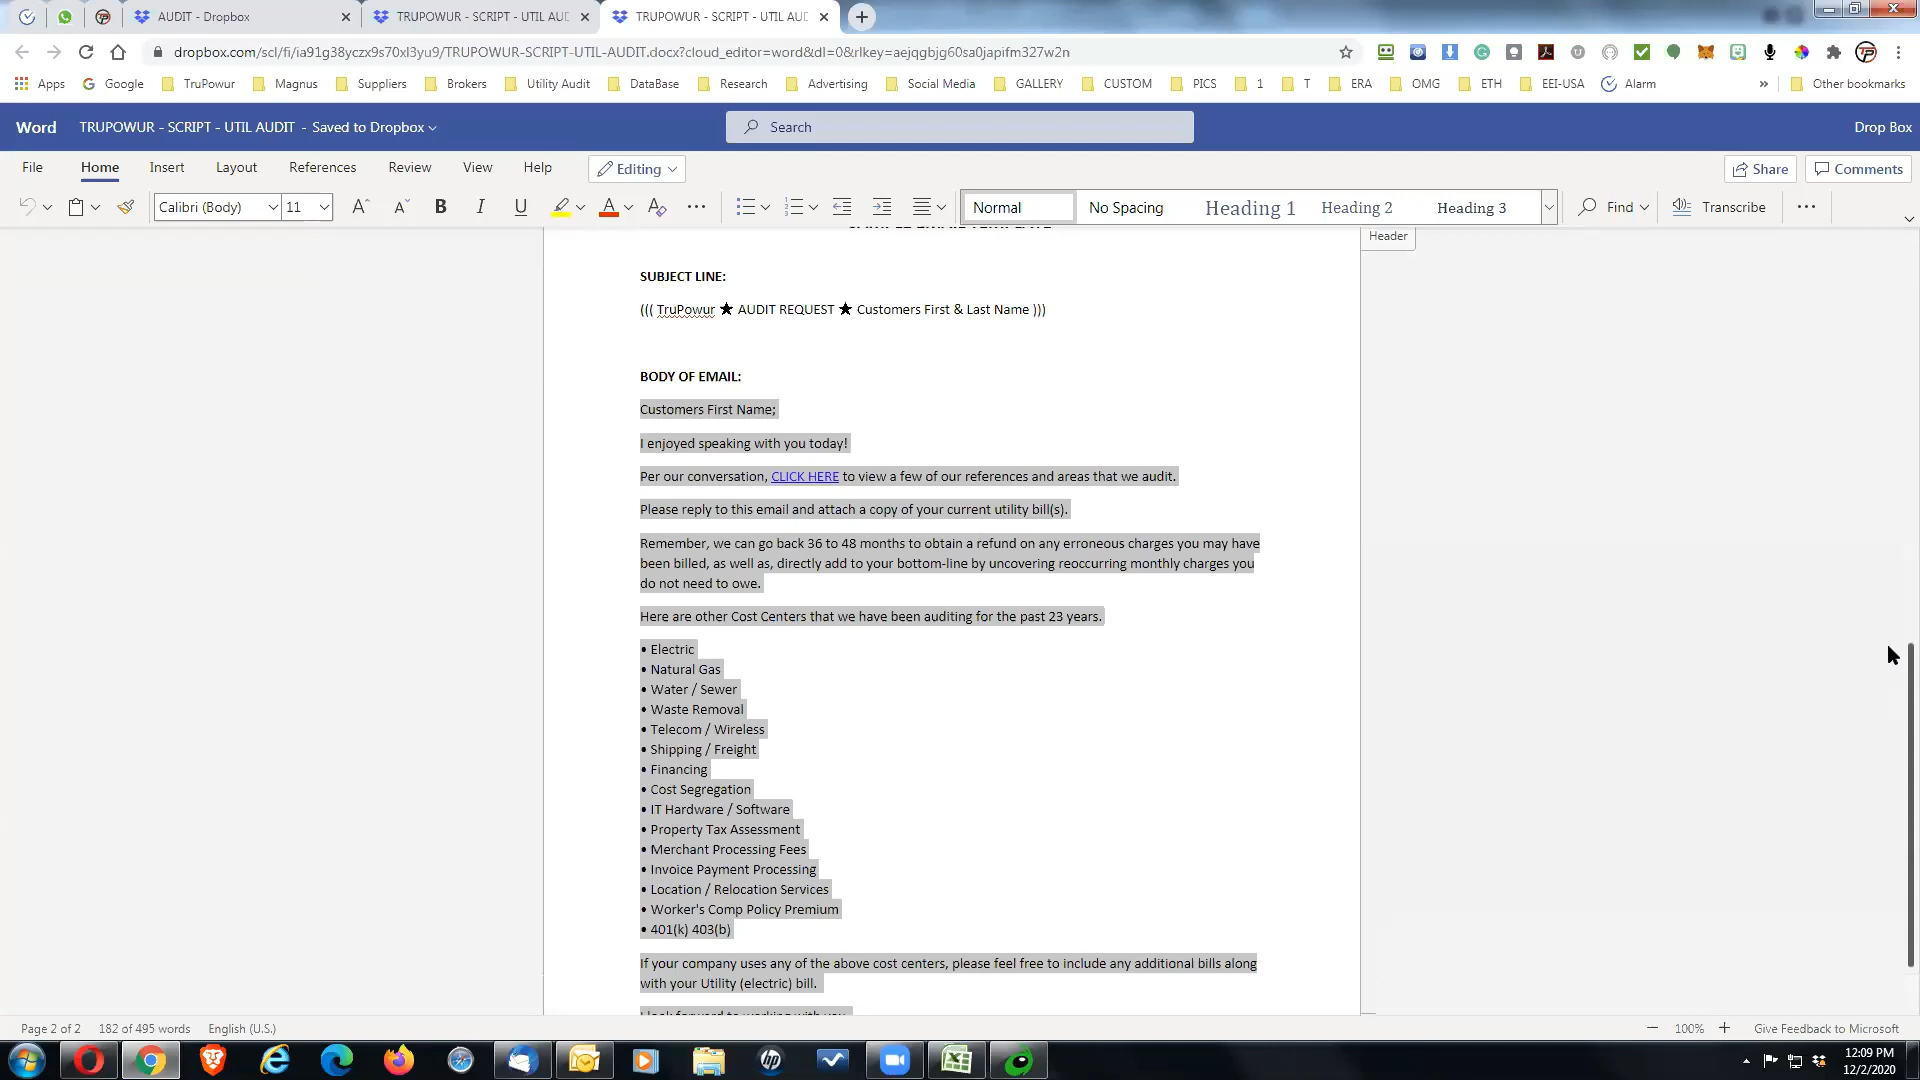 AUDIT - Dropbox
TRUPOWUR - SCRIPT - UTIL AUD
TRUPOWUR - SCRIPT - UTIL AUD
dropbox.com/scl/fi/ia91g38yczx9s70xl3yu9/TRUPOWUR-SCRIPT-UTIL-AUDIT.docx?cloud_editor=word&dl=0&rlkey=aejqgbjg60sa0japifm327w2n
Apps Google TruPowur Magnus Suppliers Brokers Utility Audit DataBase Research Advertising Social Media GALLERY CUSTOM PICS 1 T ERA OMG ETH EEI-USA Alarm » Other bookmarks
Word TRUPOWUR - SCRIPT - UTIL AUDIT - Saved to Dropbox Search Drop Box
File Home Insert Layout References Review View Help Editing Share Comments
Calibri (Body) 11 A A B I U A Normal No Spacing Heading 1 Heading 2 Heading 3 Find Transcribe
SAMPLE EMAIL TEMPLATE
Header
SUBJECT LINE:
((( TruPowur ★ AUDIT REQUEST ★ Customers First & Last Name )))
BODY OF EMAIL:
Customers First Name;
I enjoyed speaking with you today!
Per our conversation, CLICK HERE to view a few of our references and areas that we audit.
Please reply to this email and attach a copy of your current utility bill(s).
Remember, we can go back 36 to 48 months to obtain a refund on any erroneous charges you may have
been billed, as well as, directly add to your bottom-line by uncovering reoccurring monthly charges you
do not need to owe.
Here are other Cost Centers that we have been auditing for the past 23 years.
• Electric
• Natural Gas
• Water / Sewer
• Waste Removal
• Telecom / Wireless
• Shipping / Freight
• Financing
• Cost Segregation
• IT Hardware / Software
• Property Tax Assessment
• Merchant Processing Fees
• Invoice Payment Processing
• Location / Relocation Services
• Worker's Comp Policy Premium
• 401(k) 403(b)
If your company uses any of the above cost centers, please feel free to include any additional bills along
with your Utility (electric) bill.
I look forward to working with you
Page 2 of 2 182 of 495 words English (U.S.) 100% Give Feedback to Microsoft
12:09 PM
12/2/2020